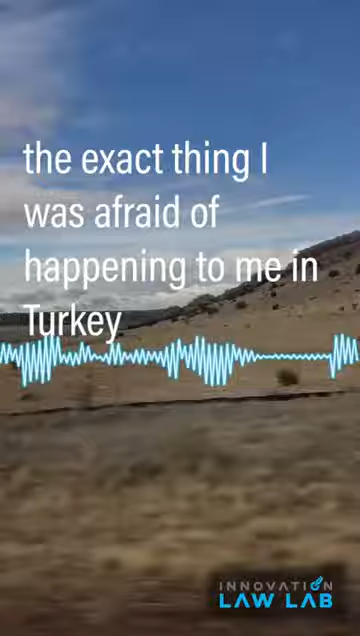 the exact thing I
was afraid of
happening to me in
Turkey
INNOVATION
LAW LAB